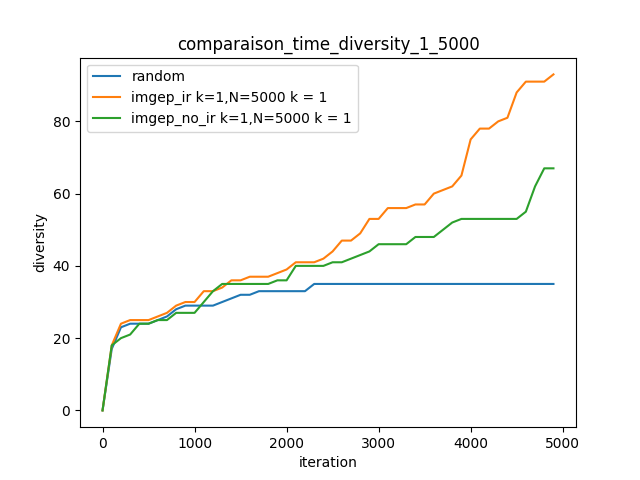 comparaison_time_diversity_1_5000
random
imgep_ir k=1,N=5000 k = 1
imgep_no_ir k=1,N=5000 k = 1
diversity
80
60
40
20
0
0 1000 2000 3000 4000 5000
iteration